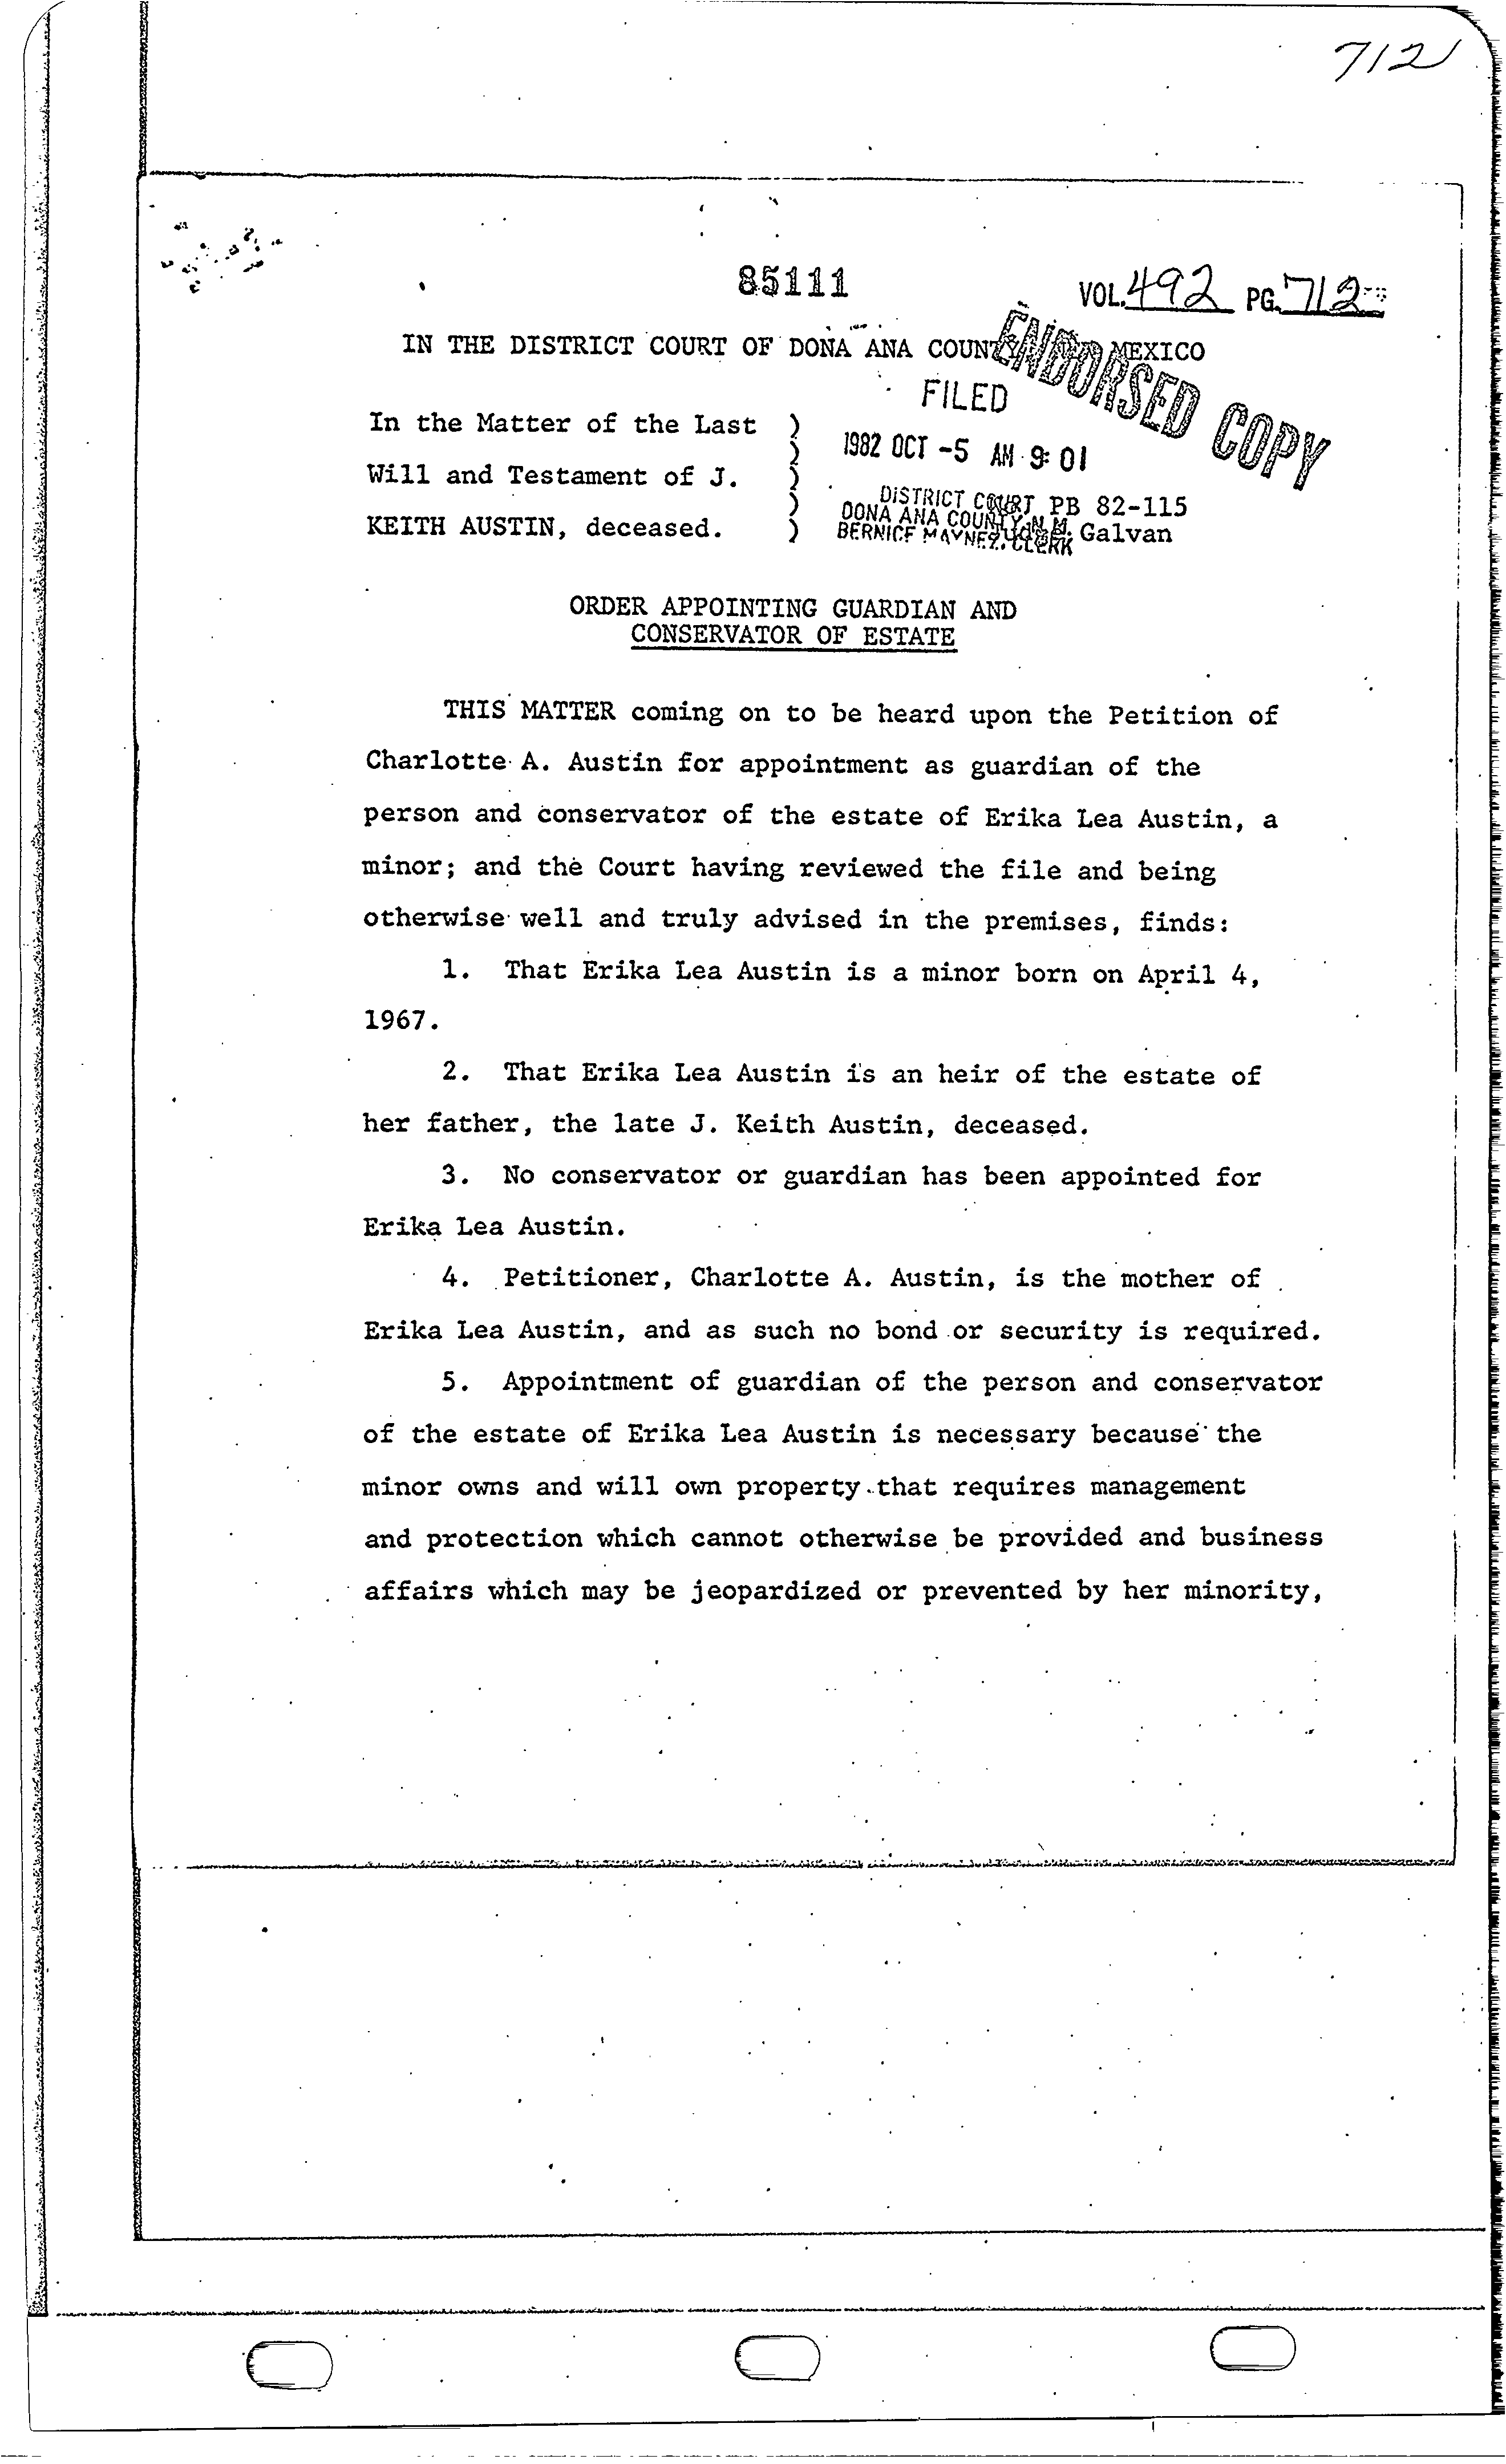 712
85111
VOL. 492 PG. 712
IN THE DISTRICT COURT OF DONA ANA COUNTY MEXICO
ENDORSED COPY
FILED
In the Matter of the Last )
1982 OCT -5 AM 9:01
Will and Testament of J. )
DISTRICT COURT PB 82-115
DONA ANA COUNTY, N.M.
KEITH AUSTIN, deceased. ) Judge Galvan
BERNICE MAYNEZ, CLERK
ORDER APPOINTING GUARDIAN AND
CONSERVATOR OF ESTATE
THIS MATTER coming on to be heard upon the Petition of
Charlotte A. Austin for appointment as guardian of the
person and conservator of the estate of Erika Lea Austin, a
minor; and the Court having reviewed the file and being
otherwise well and truly advised in the premises, finds:
1. That Erika Lea Austin is a minor born on April 4,
1967.
2. That Erika Lea Austin is an heir of the estate of
her father, the late J. Keith Austin, deceased.
3. No conservator or guardian has been appointed for
Erika Lea Austin.
4. Petitioner, Charlotte A. Austin, is the mother of
Erika Lea Austin, and as such no bond or security is required.
5. Appointment of guardian of the person and conservator
of the estate of Erika Lea Austin is necessary because the
minor owns and will own property that requires management
and protection which cannot otherwise be provided and business
affairs which may be jeopardized or prevented by her minority,